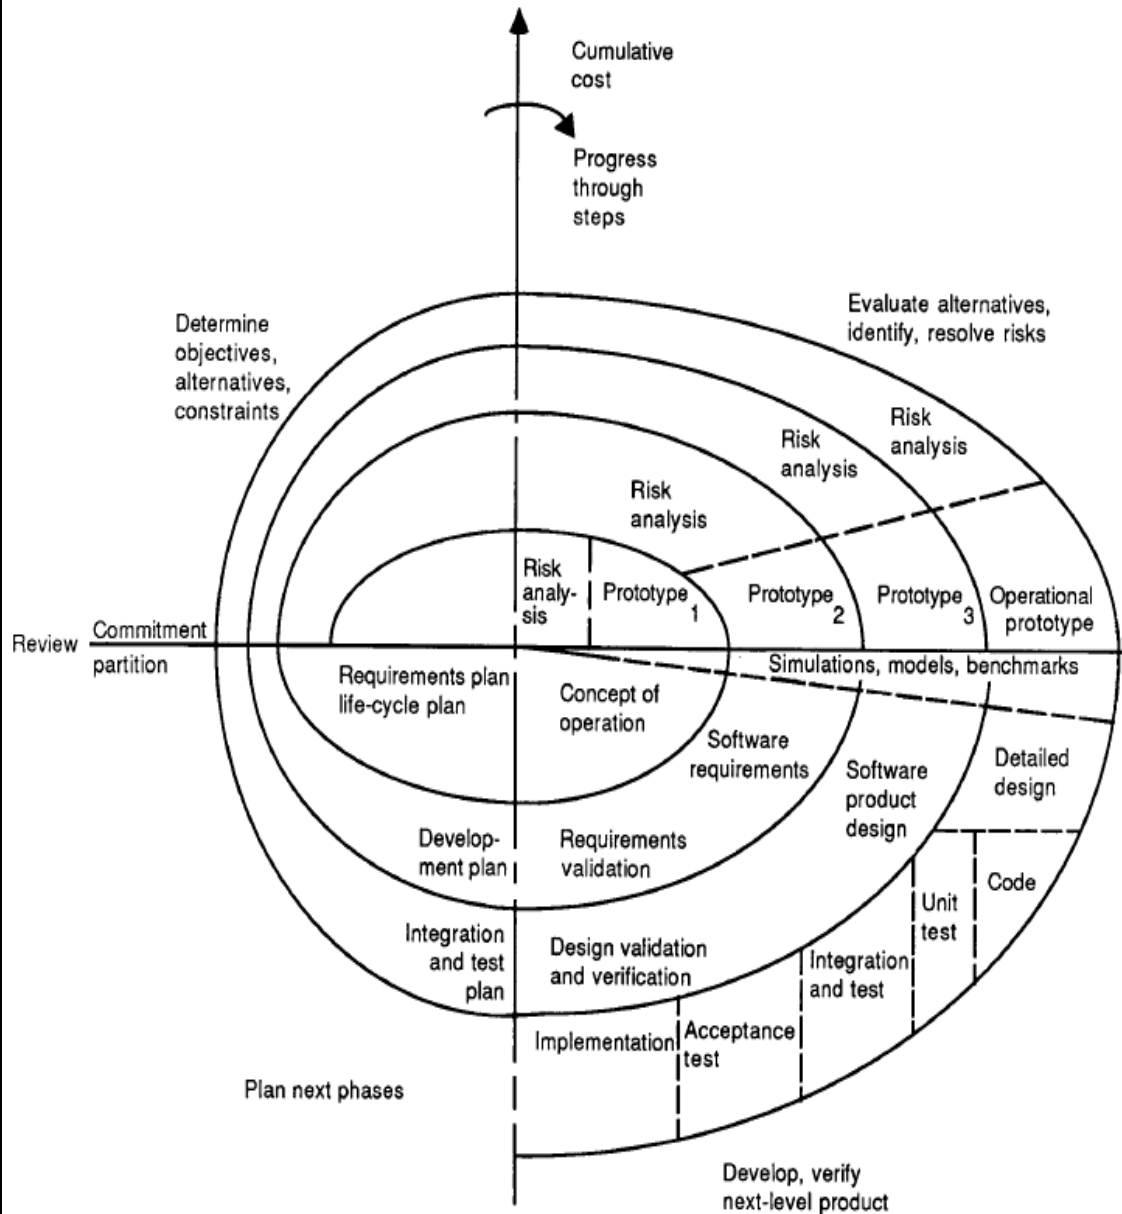 Cumulative
cost
Progress
through
steps
Determine
objectives,
alternatives,
constraints
Evaluate alternatives,
identify, resolve risks
Risk
analysis
Risk
analysis
Risk
analysis
Risk
analy-
sis
Prototype 1
Prototype 2
Prototype 3
Operational
prototype
Review
Commitment
partition
Simulations, models, benchmarks
Requirements plan
life-cycle plan
Concept of
operation
Software
requirements
Software
product
design
Detailed
design
Develop-
ment plan
Requirements
validation
Code
Unit
test
Integration
and test
plan
Design validation
and verification
Integration
and test
Implementation
Acceptance
test
Plan next phases
Develop, verify
next-level product